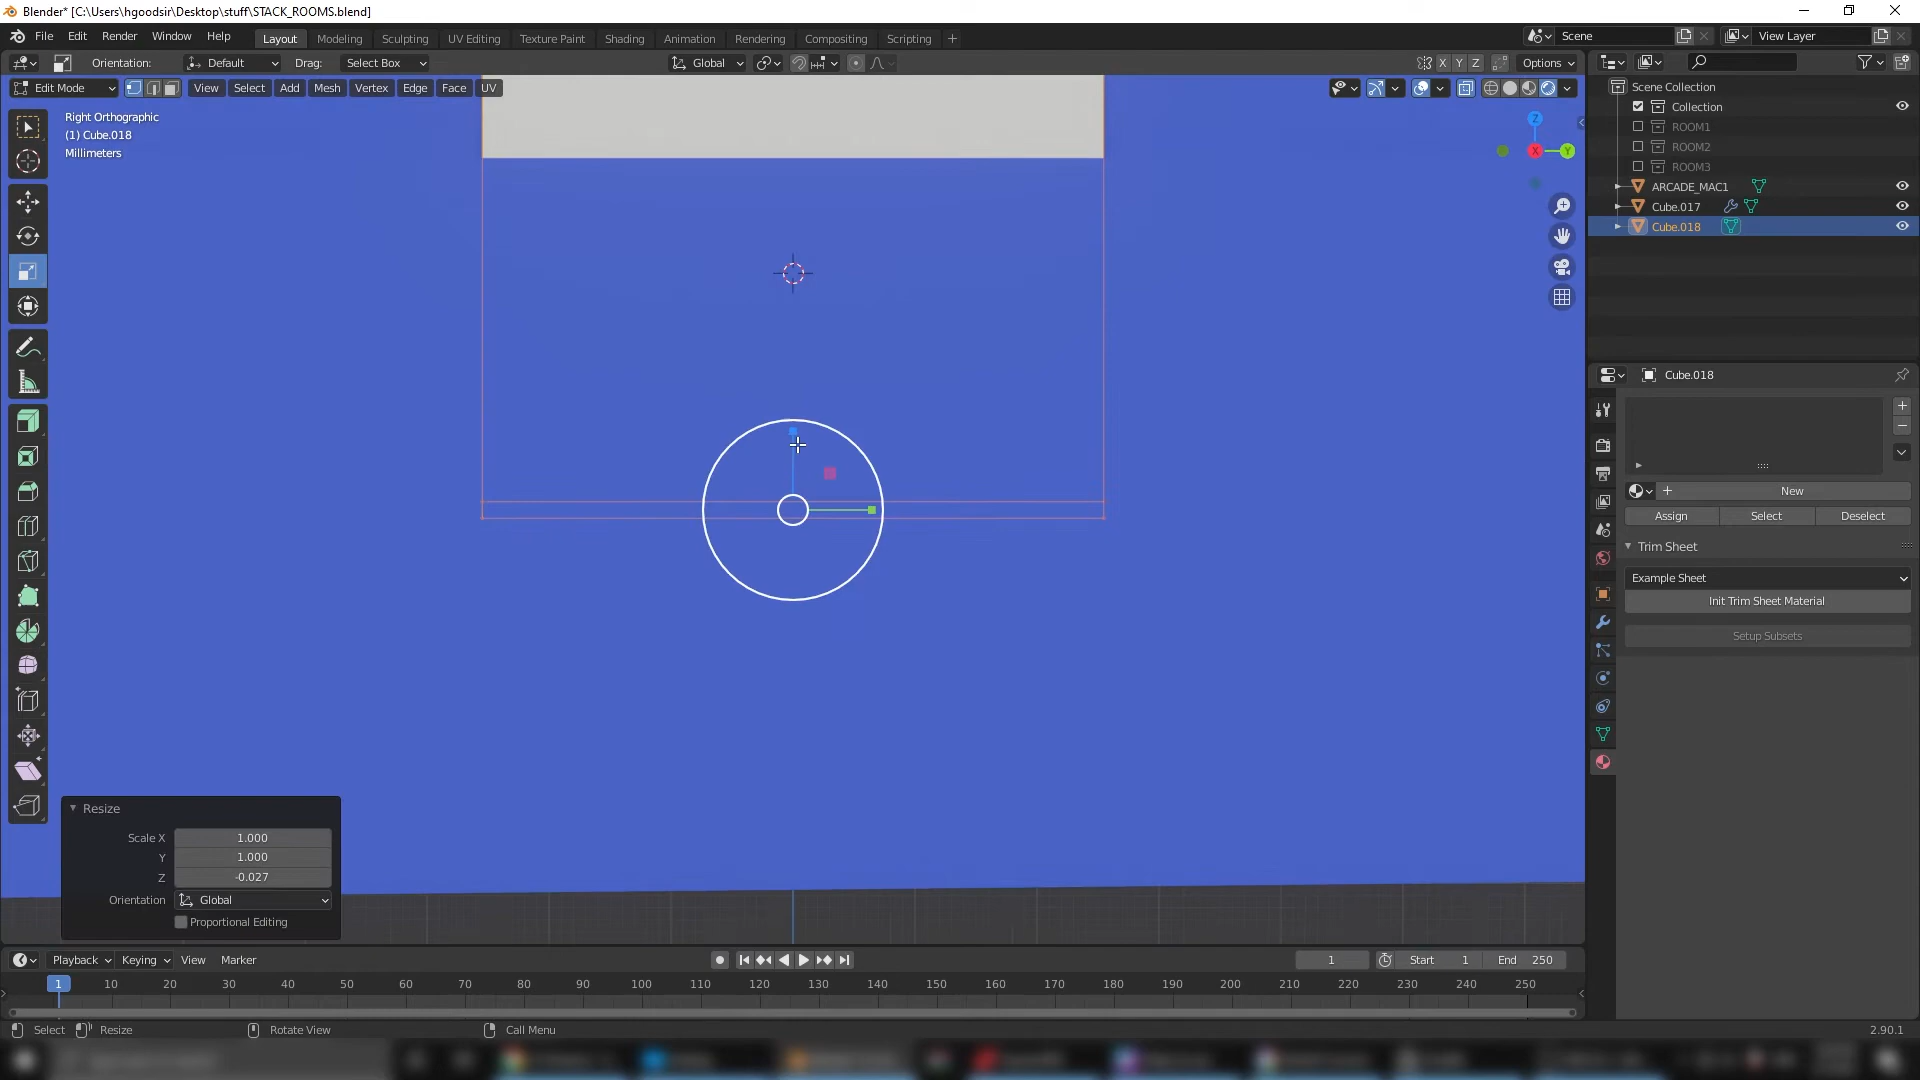 Blender* [C:\Users\hgoodsir\Desktop\stuff\STACK_ROOMS.blend]
File Edit Render Window Help Layout Modeling Sculpting UV Editing Texture Paint Shading Animation Rendering Compositing Scripting + Scene View Layer
Orientation: Default Drag: Select Box Global X Y Z Options
Edit Mode View Select Add Mesh Vertex Edge Face UV
Scene Collection
Collection
ROOM1
ROOM2
ROOM3
ARCADE_MAC1
Cube.017
Cube.018
Right Orthographic
(1) Cube.018
Millimeters
Z
X
Y
Cube.018
+ New
Assign Select Deselect
Trim Sheet
Example Sheet
Init Trim Sheet Material
Setup Subsets
Resize
Scale X 1.000
Y 1.000
Z -0.027
Orientation Global
Proportional Editing
Playback Keying View Marker 1 Start 1 End 250
1 10 20 30 40 50 60 70 80 90 100 110 120 130 140 150 160 170 180 190 200 210 220 230 240 250
Select Resize Rotate View Call Menu 2.90.1